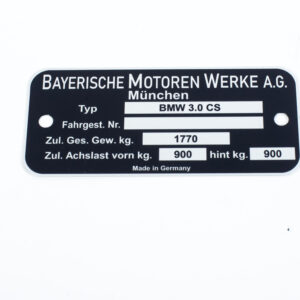 BAYERISCHE MOTOREN WERKE A.G.
München
Typ BMW 3.0 CS
Fahrgest. Nr.
Zul. Ges. Gew. kg. 1770
Zul. Achslast vorn kg. 900 hint kg. 900
Made in Germany